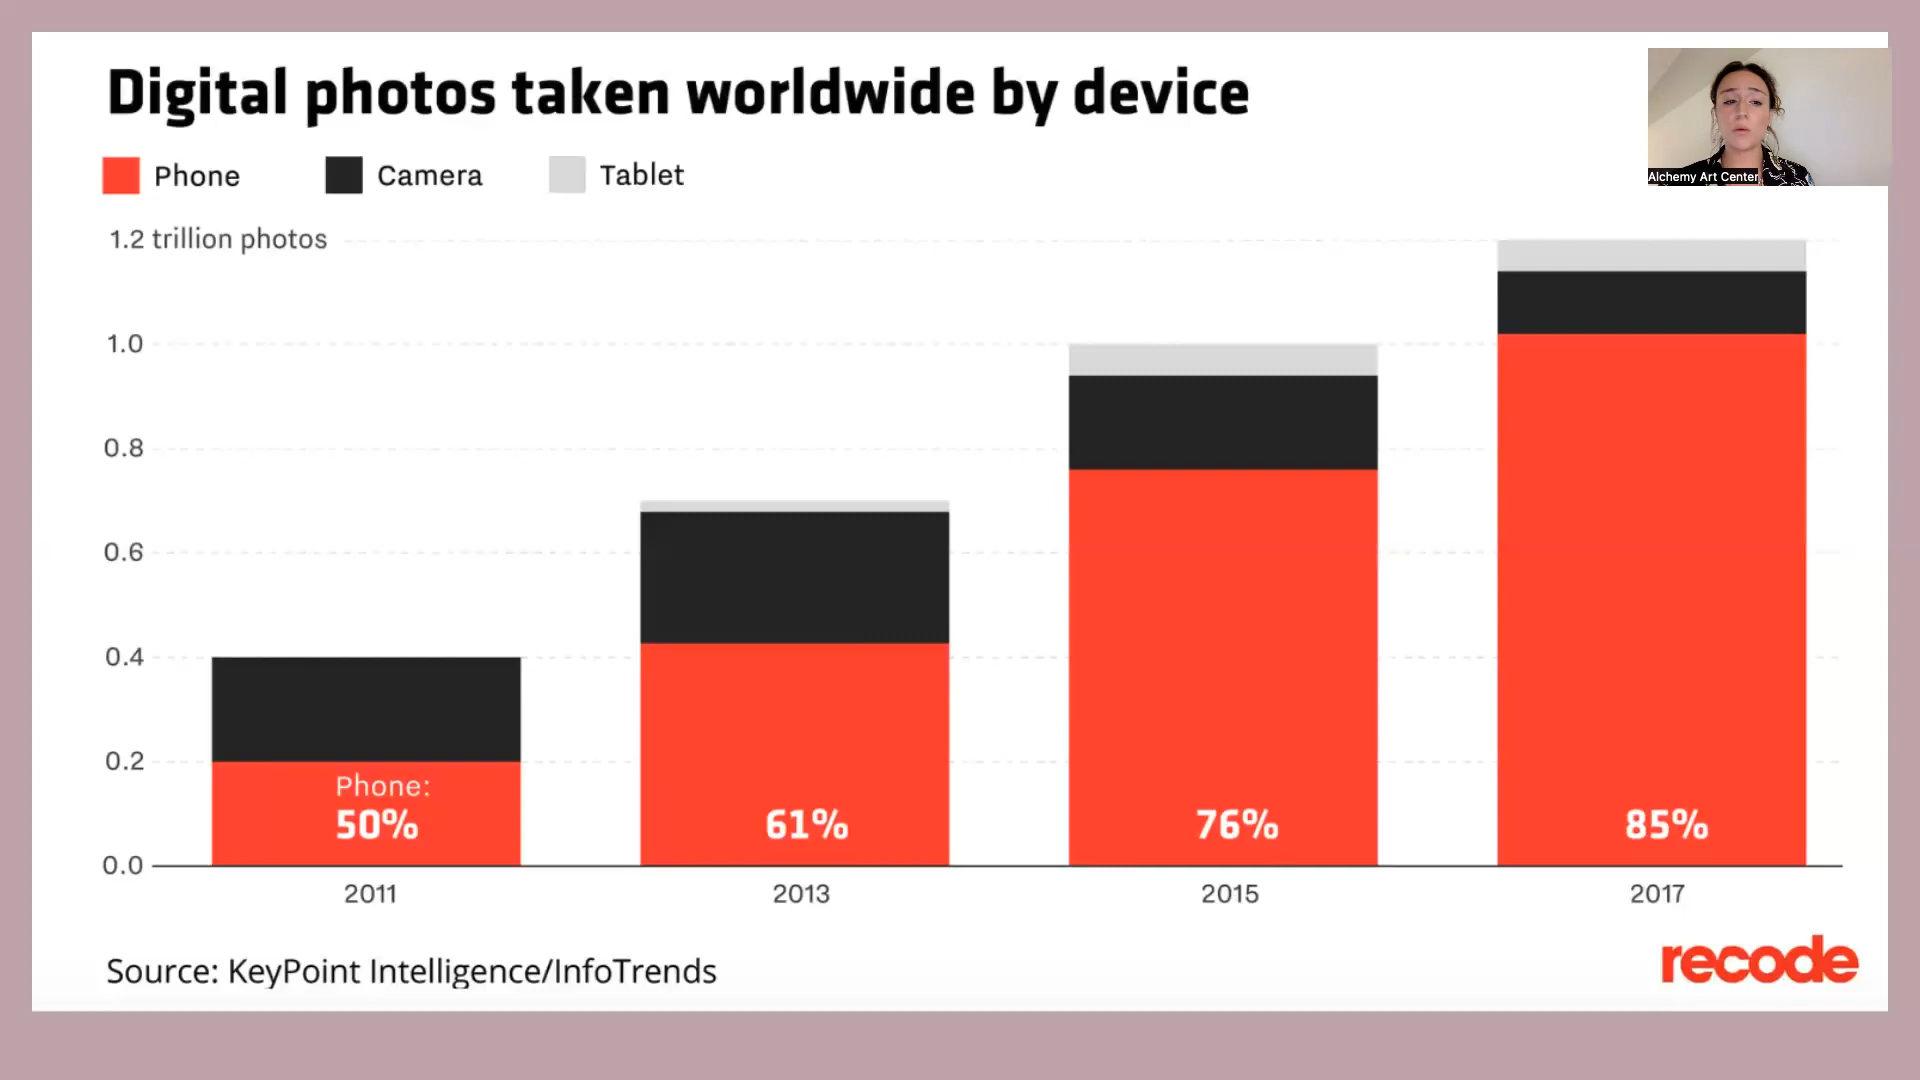 Digital photos taken worldwide by device
Phone Camera Tablet
Alchemy Art Center
1.2 trillion photos
1.0
0.8
0.6
0.4
0.2
Phone:
50% 61% 76% 85%
0.0
2011 2013 2015 2017
Source: KeyPoint Intelligence/InfoTrends
recode